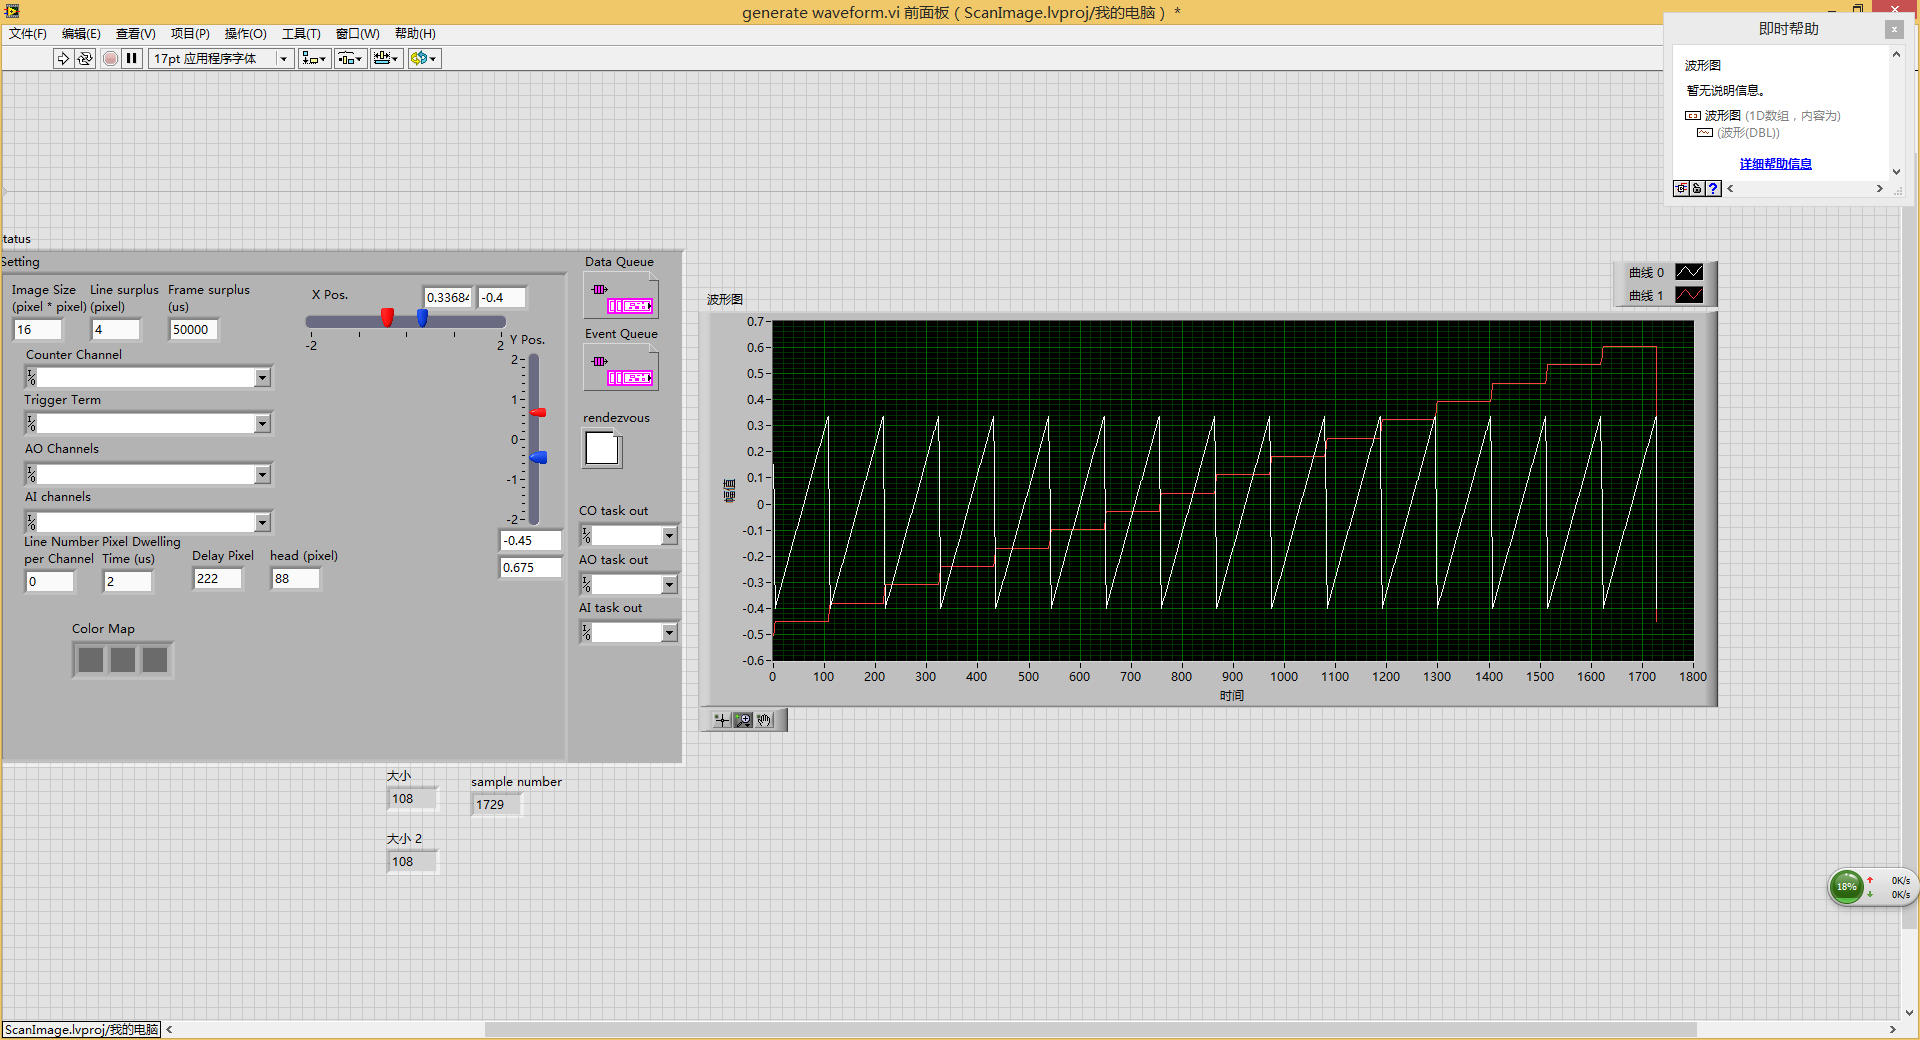 generate waveform.vi 前面板 ( ScanImage.lvproj/我的电脑 ) *
文件(F) 编辑(E) 查看(V) 项目(P) 操作(O) 工具(T) 窗口(W) 帮助(H)
17pt 应用程序字体
即时帮助
波形图
暂无说明信息。
波形图 (1D数组，内容为)
(波形(DBL))
详细帮助信息
tatus
Setting
Image Size
(pixel * pixel)
16
Line surplus
(pixel)
4
Frame surplus
(us)
50000
X Pos.
0.33684
-0.4
-2
2
Y Pos.
2
1
0
-1
-2
-0.45
0.675
Counter Channel
Trigger Term
AO Channels
AI channels
Line Number
per Channel
0
Pixel Dwelling
Time (us)
2
Delay Pixel
222
head (pixel)
88
Color Map
Data Queue
Event Queue
rendezvous
CO task out
AO task out
AI task out
大小
108
sample number
1729
大小 2
108
波形图
曲线 0
曲线 1
幅值
0.7
0.6
0.5
0.4
0.3
0.2
0.1
0
-0.1
-0.2
-0.3
-0.4
-0.5
-0.6
0 100 200 300 400 500 600 700 800 900 1000 1100 1200 1300 1400 1500 1600 1700 1800
时间
18%
0K/s
0K/s
ScanImage.lvproj/我的电脑